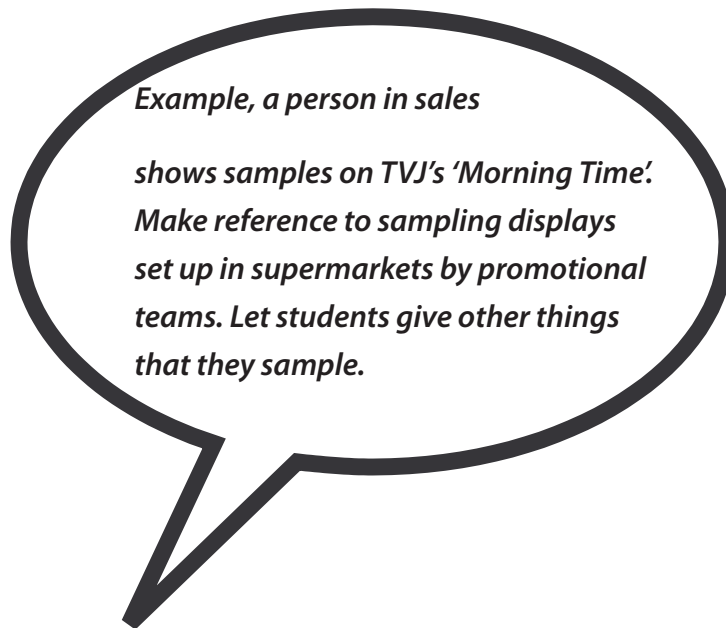 Example, a person in sales
shows samples on TVJ’s ‘Morning Time’.
Make reference to sampling displays
set up in supermarkets by promotional
teams. Let students give other things
that they sample.